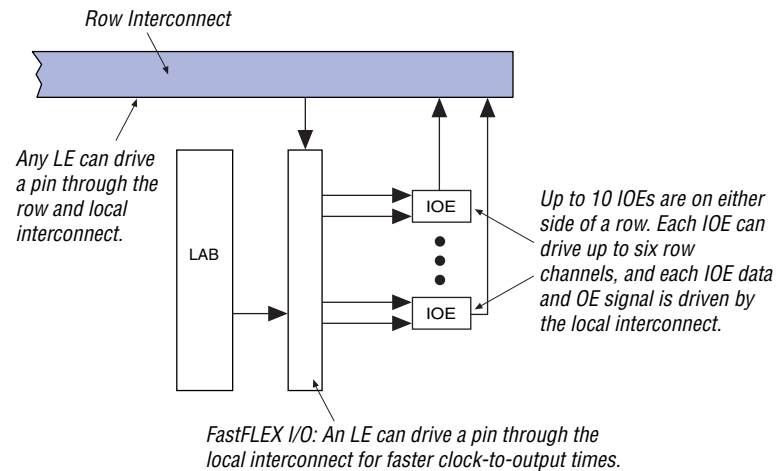 Row Interconnect
Any LE can drive
a pin through the
row and local
interconnect.
LAB
IOE
IOE
Up to 10 IOEs are on either
side of a row. Each IOE can
drive up to six row
channels, and each IOE data
and OE signal is driven by
the local interconnect.
FastFLEX I/O: An LE can drive a pin through the
local interconnect for faster clock-to-output times.